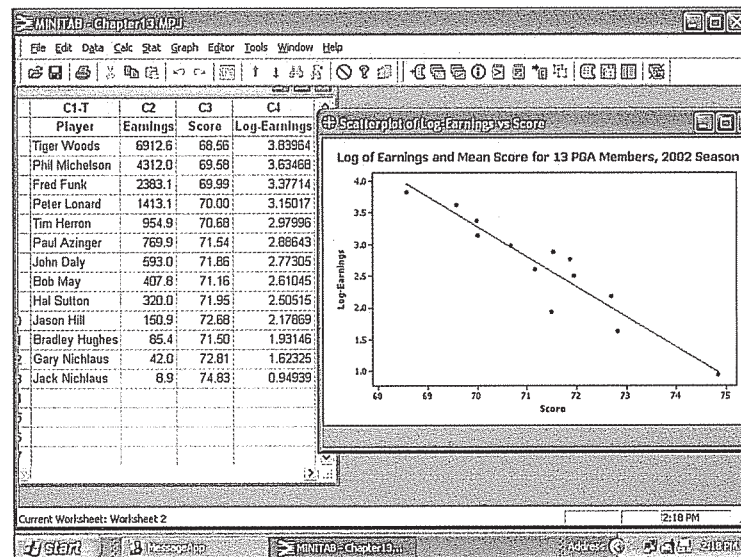 MINITAB - Chapter13.MPJ
File Edit Data Calc Stat Graph Editor Tools Window Help
C1-T C2 C3 C4
Player Earnings Score Log-Earnings
Tiger Woods 6912.6 68.56 3.83964
Phil Michelson 4312.0 69.58 3.63468
Fred Funk 2383.1 69.99 3.37714
Peter Lonard 1413.1 70.00 3.15017
Tim Herron 954.9 70.68 2.97996
Paul Azinger 769.9 71.54 2.88643
John Daly 593.0 71.86 2.77305
Bob May 407.8 71.16 2.61045
Hal Sutton 320.0 71.95 2.50515
Jason Hill 150.9 72.68 2.17869
Bradley Hughes 85.4 71.50 1.93146
Gary Nichlaus 42.0 72.81 1.62325
Jack Nichlaus 8.9 74.83 0.94939
Scatterplot of Log-Earnings vs Score
Log of Earnings and Mean Score for 13 PGA Members, 2002 Season
4.0
3.5
3.0
2.5
2.0
1.5
1.0
Log-Earnings
68 69 70 71 72 73 74 75
Score
Current Worksheet: Worksheet 2
2:18 PM
start
MessageApp
MINITAB - Chapter13...
Address
2:18 PM